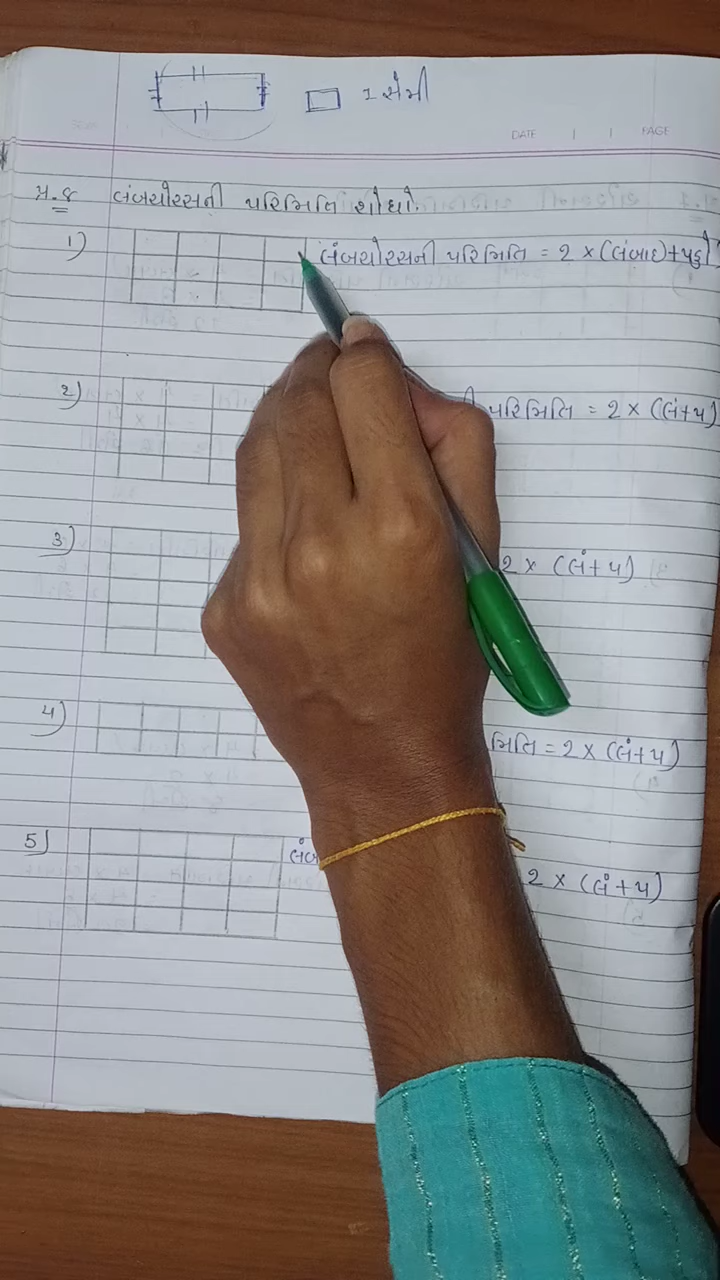 1 સેમી
DATE | | PAGE
પ્ર.૪ લંબચોરસની પરિમિતિ શોધો.
1) લંબચોરસની પરિમિતિ = 2 × (લંબાઇ)+પહો
2) પરિમિતિ = 2 × (લં+પ)
3) 2 × (લં+પ)
4) મિતિ = 2 × (લં+પ)
5) લંબ 2 × (લં+પ)